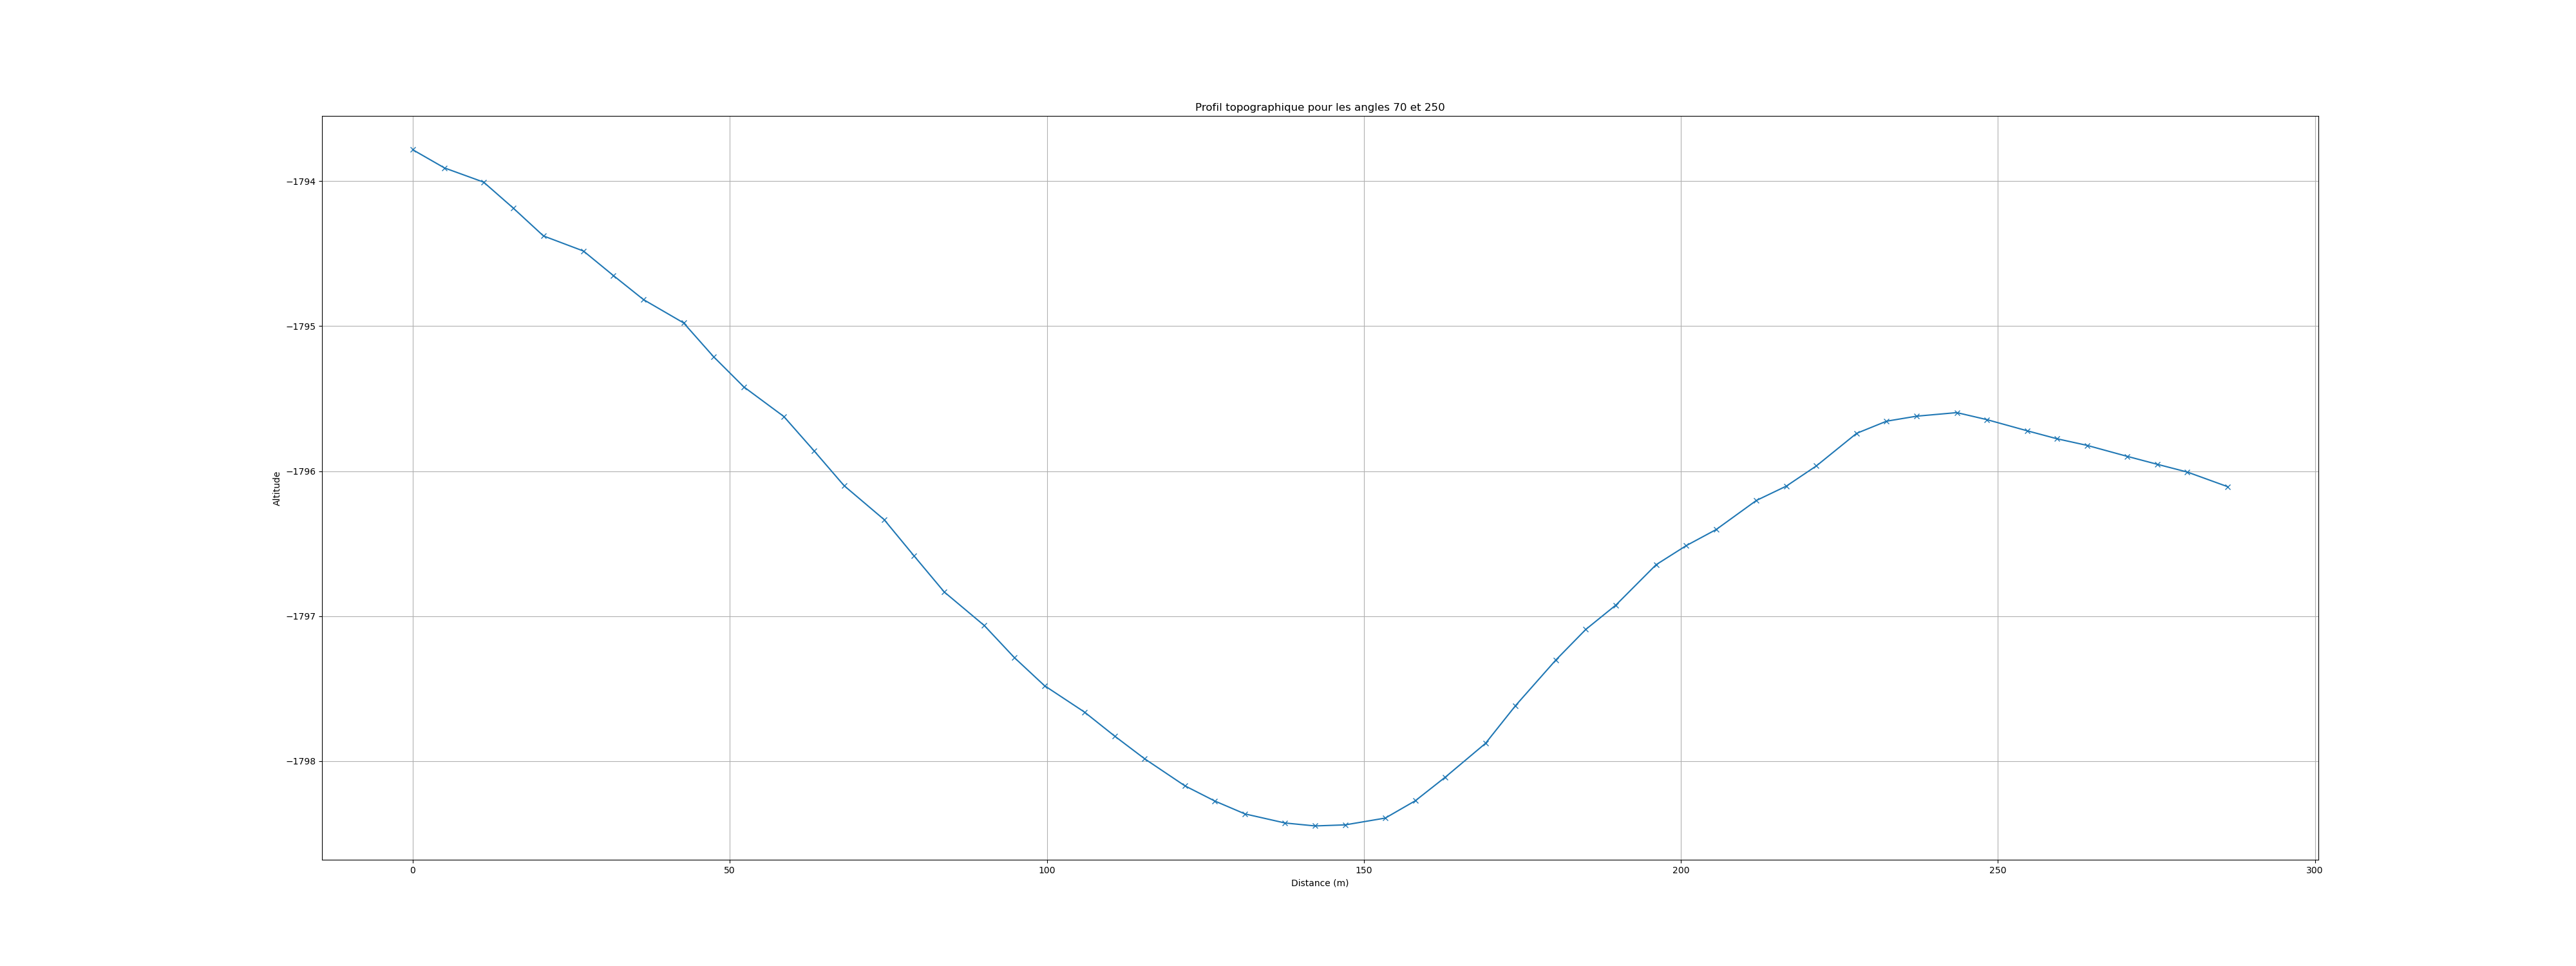 Profil topographique pour les angles 70 et 250
−1794
−1795
−1796
−1797
−1798
Altitude
0 50 100 150 200 250 300
Distance (m)